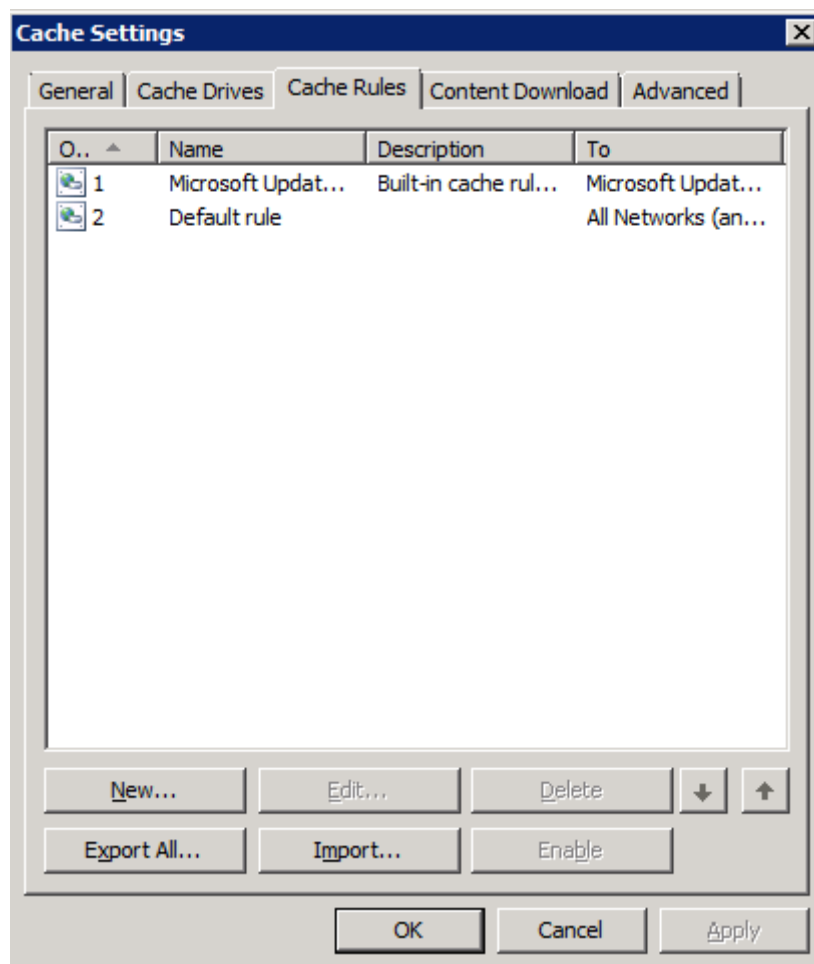 Cache Settings
General Cache Drives Cache Rules Content Download Advanced
O.. Name Description To
1 Microsoft Updat... Built-in cache rul... Microsoft Updat...
2 Default rule All Networks (an...
New... Edit... Delete
Export All... Import... Enable
OK Cancel Apply